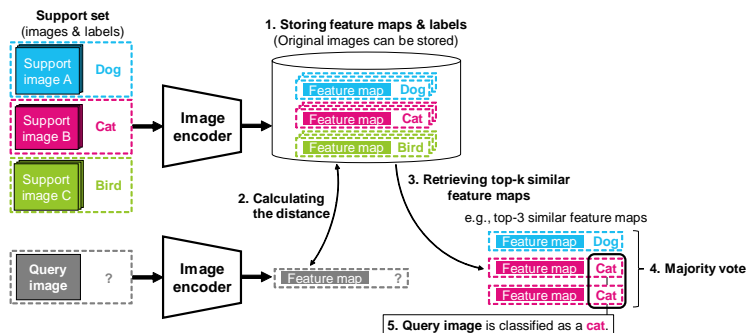 Support set
(images & labels)
Support
image A
Dog
Support
image B
Cat
Support
image C
Bird
Image
encoder
1. Storing feature maps & labels
(Original images can be stored)
Feature map Dog
Feature map Cat
Feature map Bird
2. Calculating
the distance
3. Retrieving top-k similar
feature maps
e.g., top-3 similar feature maps
Query
image
?
Image
encoder
Feature map ?
Feature map Dog
Feature map Cat
Feature map Cat
4. Majority vote
5. Query image is classified as a cat.